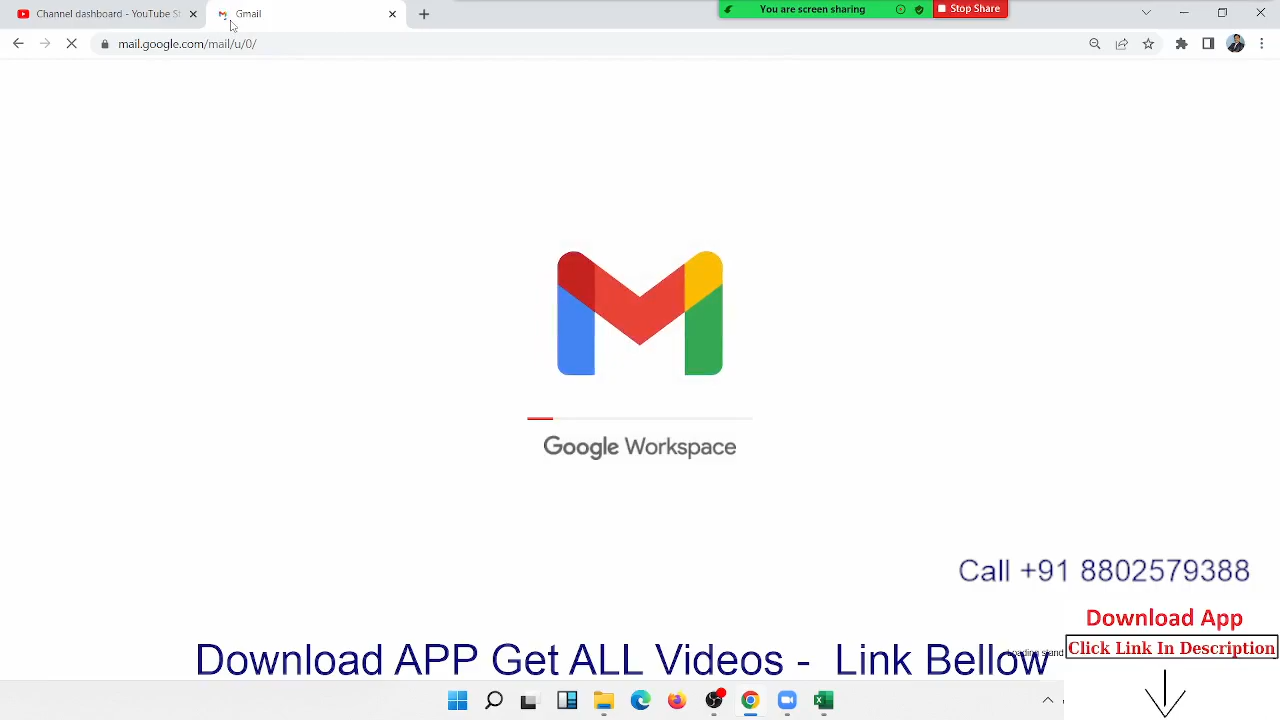 Channel dashboard - YouTube St
Gmail
You are screen sharing
Stop Share
mail.google.com/mail/u/0/
Google Workspace
Call +91 8802579388
Download App
Click Link In Description
Download APP Get ALL Videos - Link Bellow